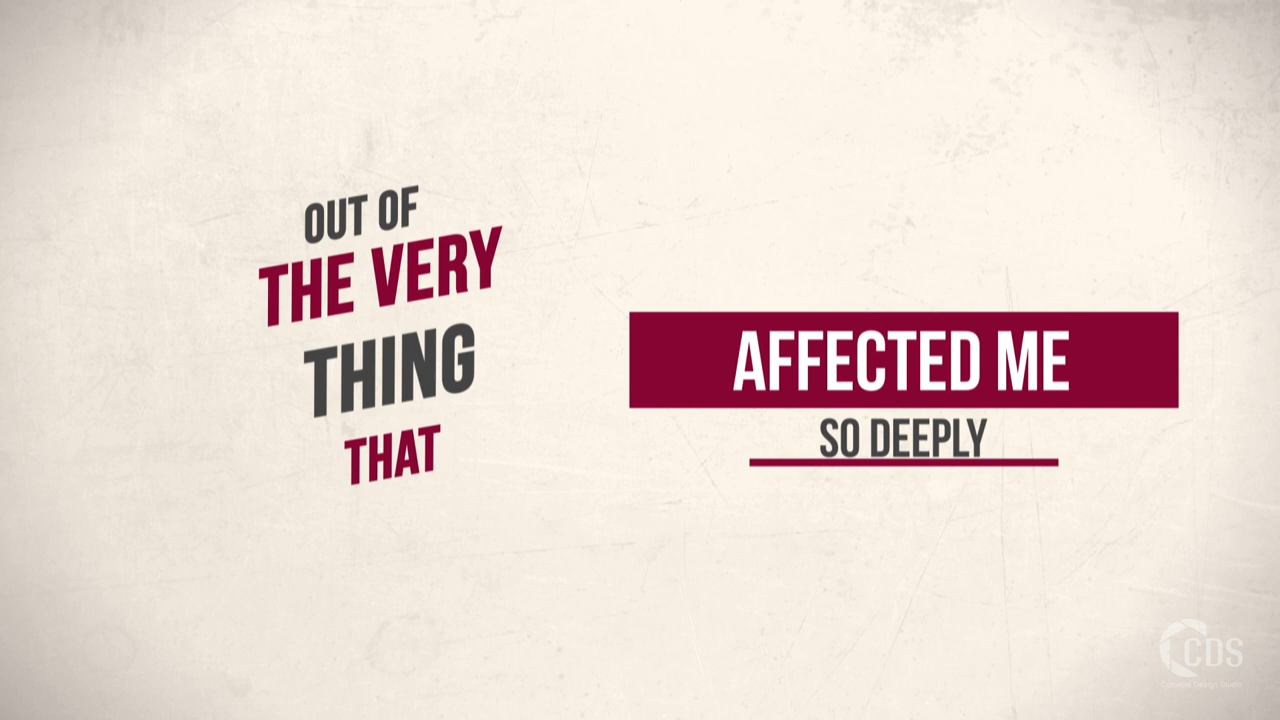 OUT OF
THE VERY
THING
THAT
AFFECTED ME
SO DEEPLY
CDS